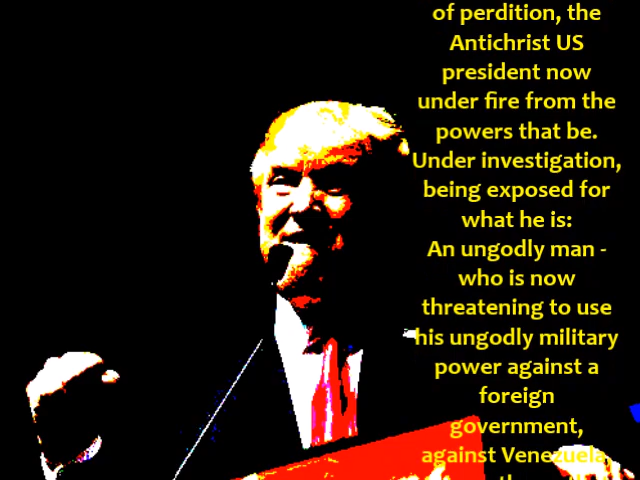 of perdition, the
Antichrist US
president now
under fire from the
powers that be.
Under investigation,
being exposed for
what he is:
An ungodly man -
who is now
threatening to use
his ungodly military
power against a
foreign
government,
against Venezuela,